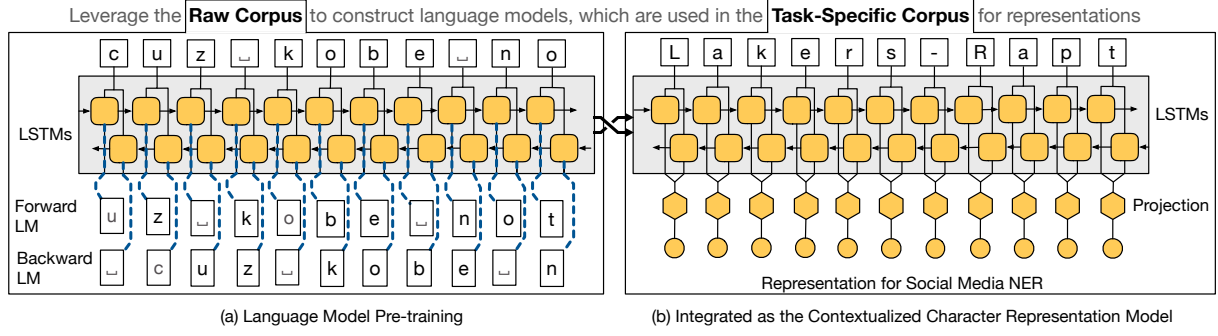 Leverage the Raw Corpus to construct language models, which are used in the Task-Specific Corpus for representations
c u z ␣ k o b e ␣ n o
L a k e r s - R a p t
LSTMs
LSTMs
Forward LM
u z ␣ k o b e ␣ n o t
Projection
Backward LM
␣ c u z ␣ k o b e ␣ n
Representation for Social Media NER
(a) Language Model Pre-training
(b) Integrated as the Contextualized Character Representation Model